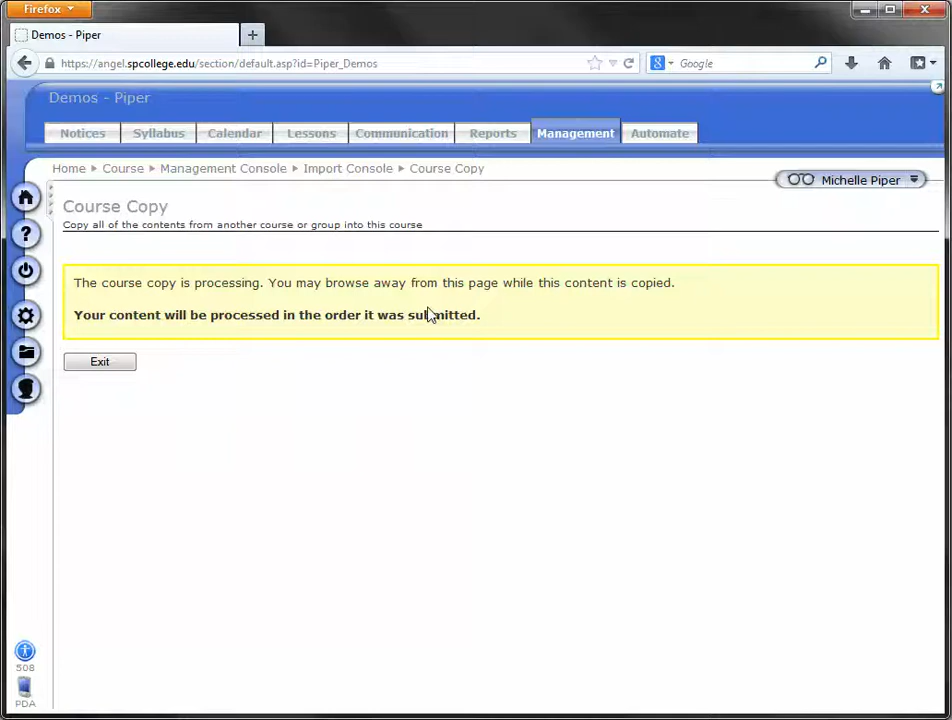 Firefox
Demos - Piper
https://angel.spcollege.edu/section/default.asp?id=Piper_Demos
Google
Demos - Piper
Notices Syllabus Calendar Lessons Communication Reports Management Automate
Home Course Management Console Import Console Course Copy
Michelle Piper
Course Copy
Copy all of the contents from another course or group into this course
The course copy is processing. You may browse away from this page while this content is copied.
Your content will be processed in the order it was submitted.
Exit
508
PDA